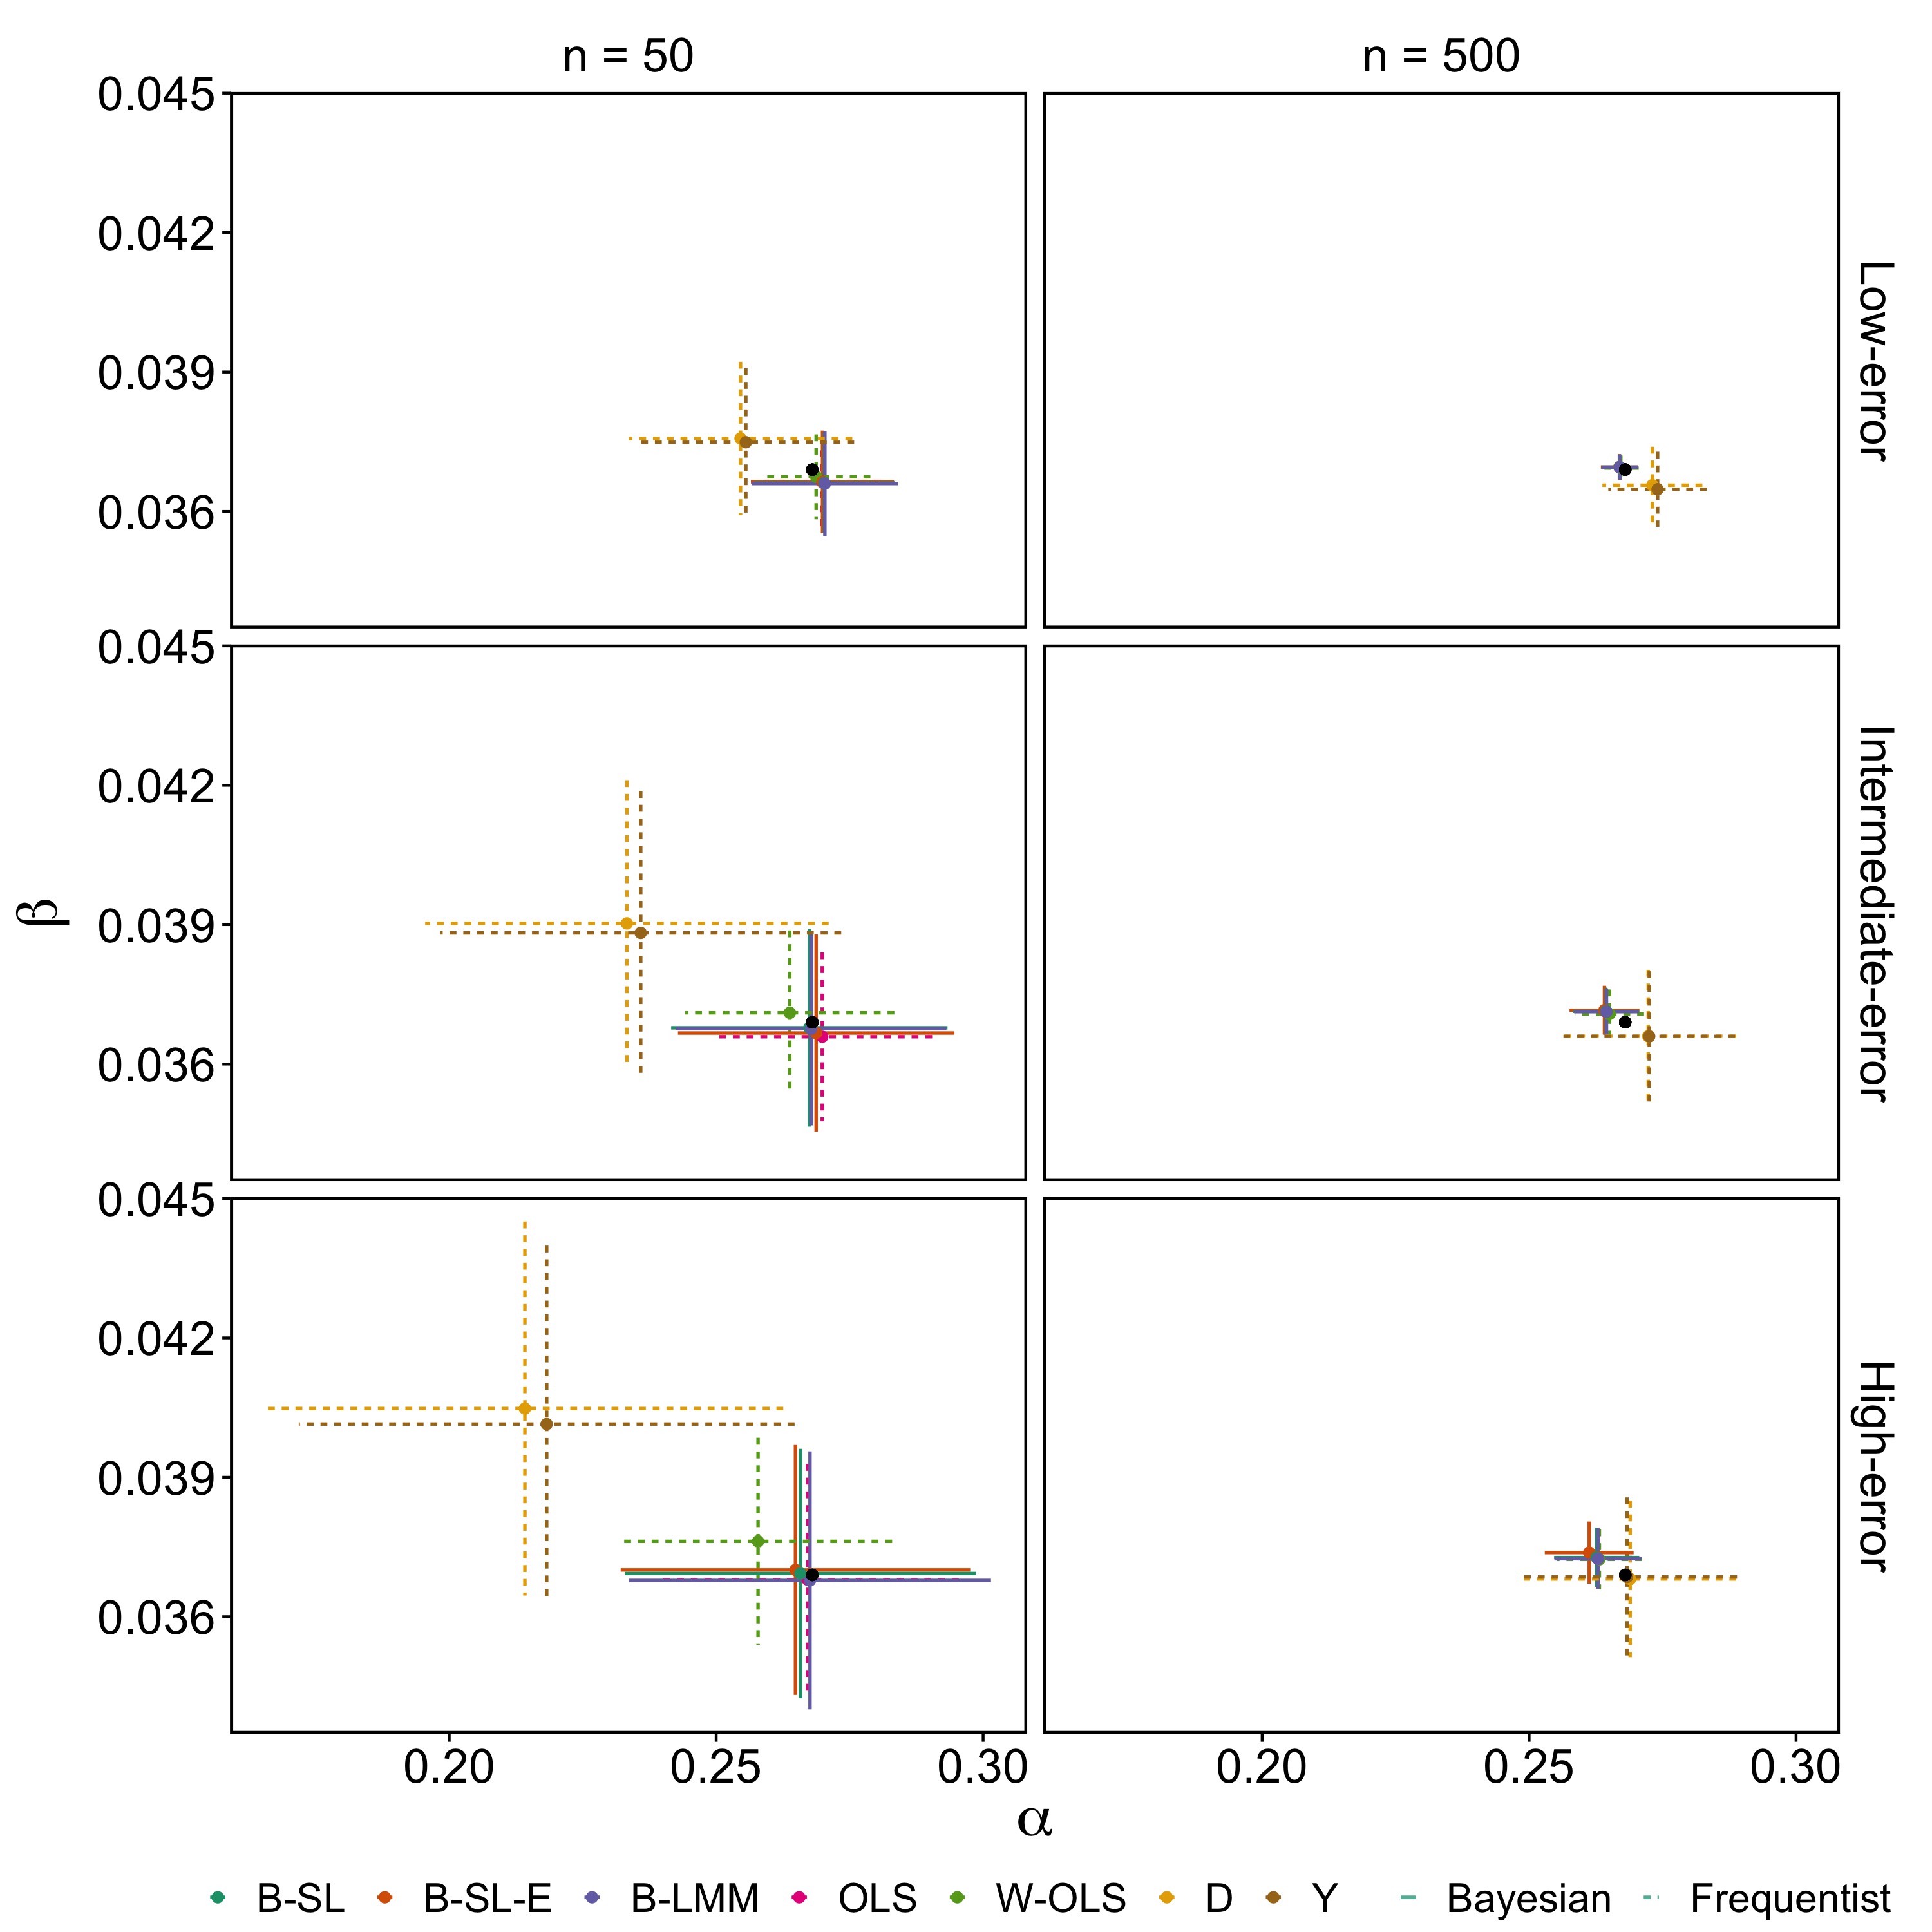 n = 50
n = 500
0.045
0.042
0.039
0.036
Low-error
0.045
0.042
0.039
0.036
Intermediate-error
β
0.045
0.042
0.039
0.036
High-error
0.20
0.25
0.30
0.20
0.25
0.30
α
B-SL B-SL-E B-LMM OLS W-OLS D Y Bayesian Frequentist